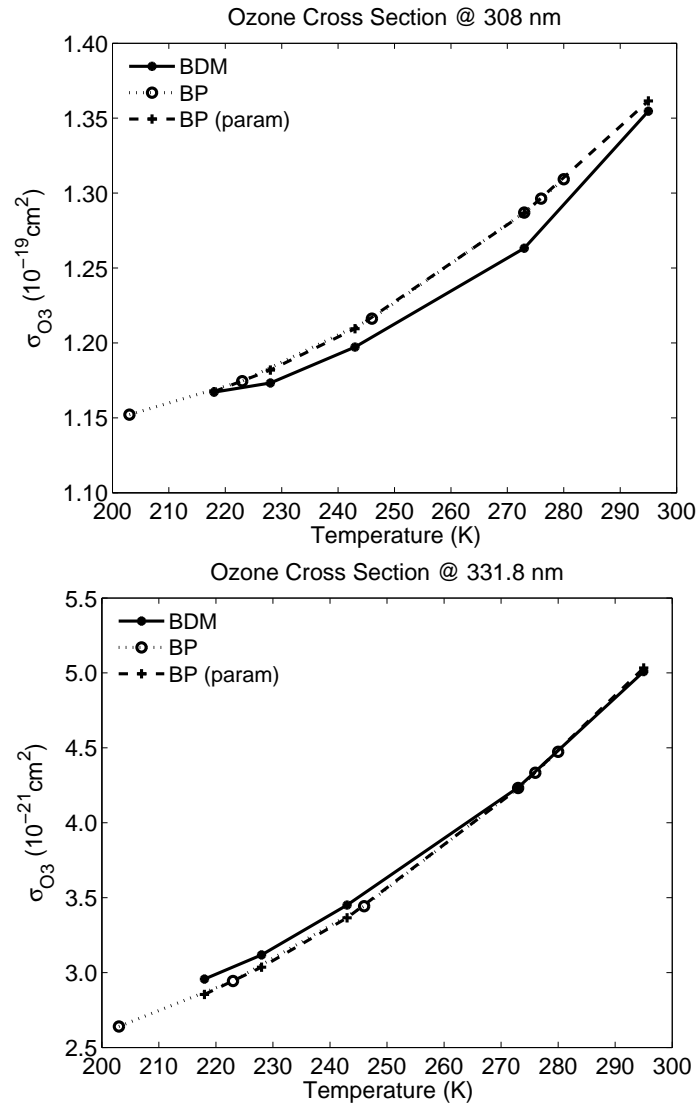 Ozone Cross Section @ 308 nm
1.40
1.35
1.30
1.25
1.20
1.15
1.10
σO3 (10−19cm2)
BDM
BP
BP (param)
200 210 220 230 240 250 260 270 280 290 300
Temperature (K)
Ozone Cross Section @ 331.8 nm
5.5
5.0
4.5
4.0
3.5
3.0
2.5
σO3 (10−21cm2)
BDM
BP
BP (param)
200 210 220 230 240 250 260 270 280 290 300
Temperature (K)